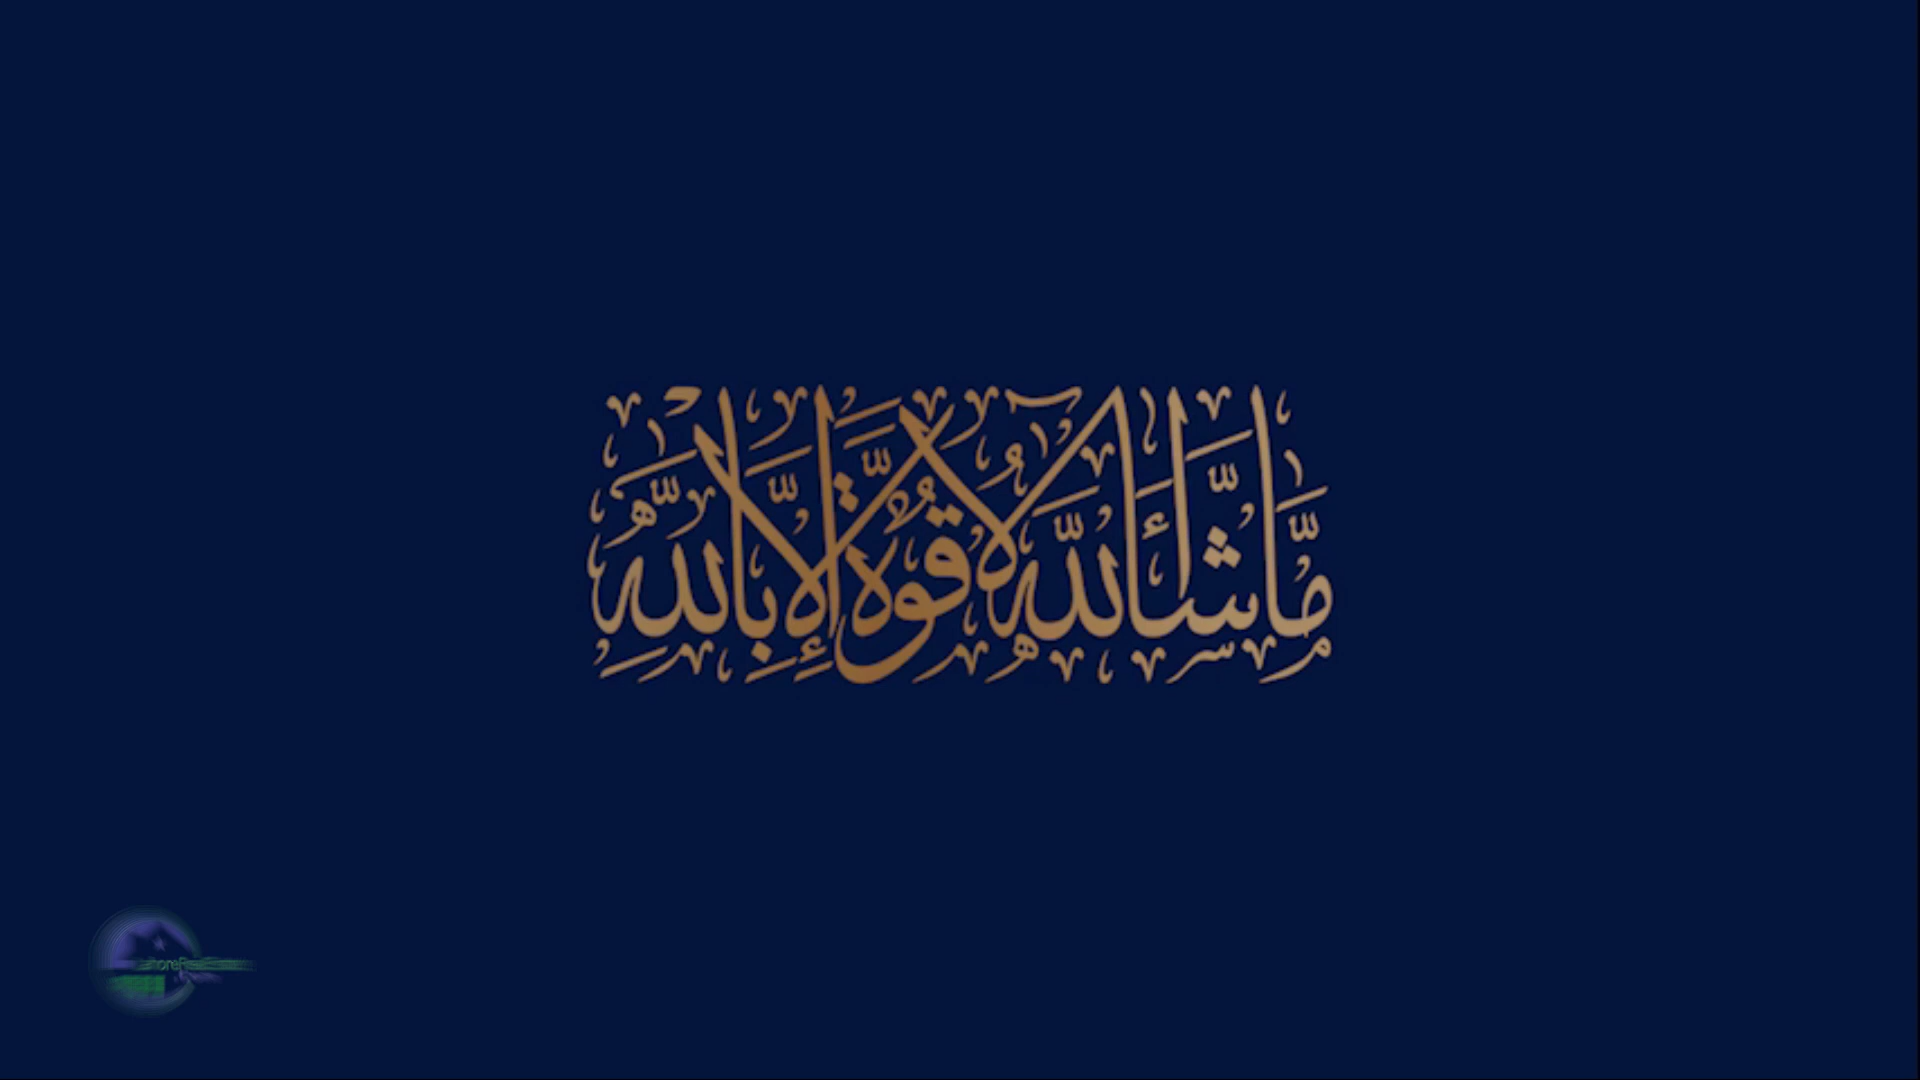 مَّا شَاءَ اللّٰهُ لَا قُوَّةَ إِلَّا بِاللّٰهِ